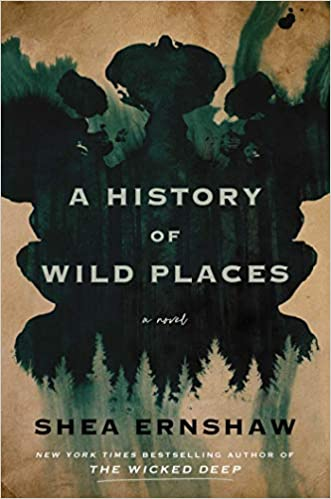 A HISTORY
OF
WILD PLACES
a novel
SHEA ERNSHAW
NEW YORK TIMES BESTSELLING AUTHOR OF
THE WICKED DEEP